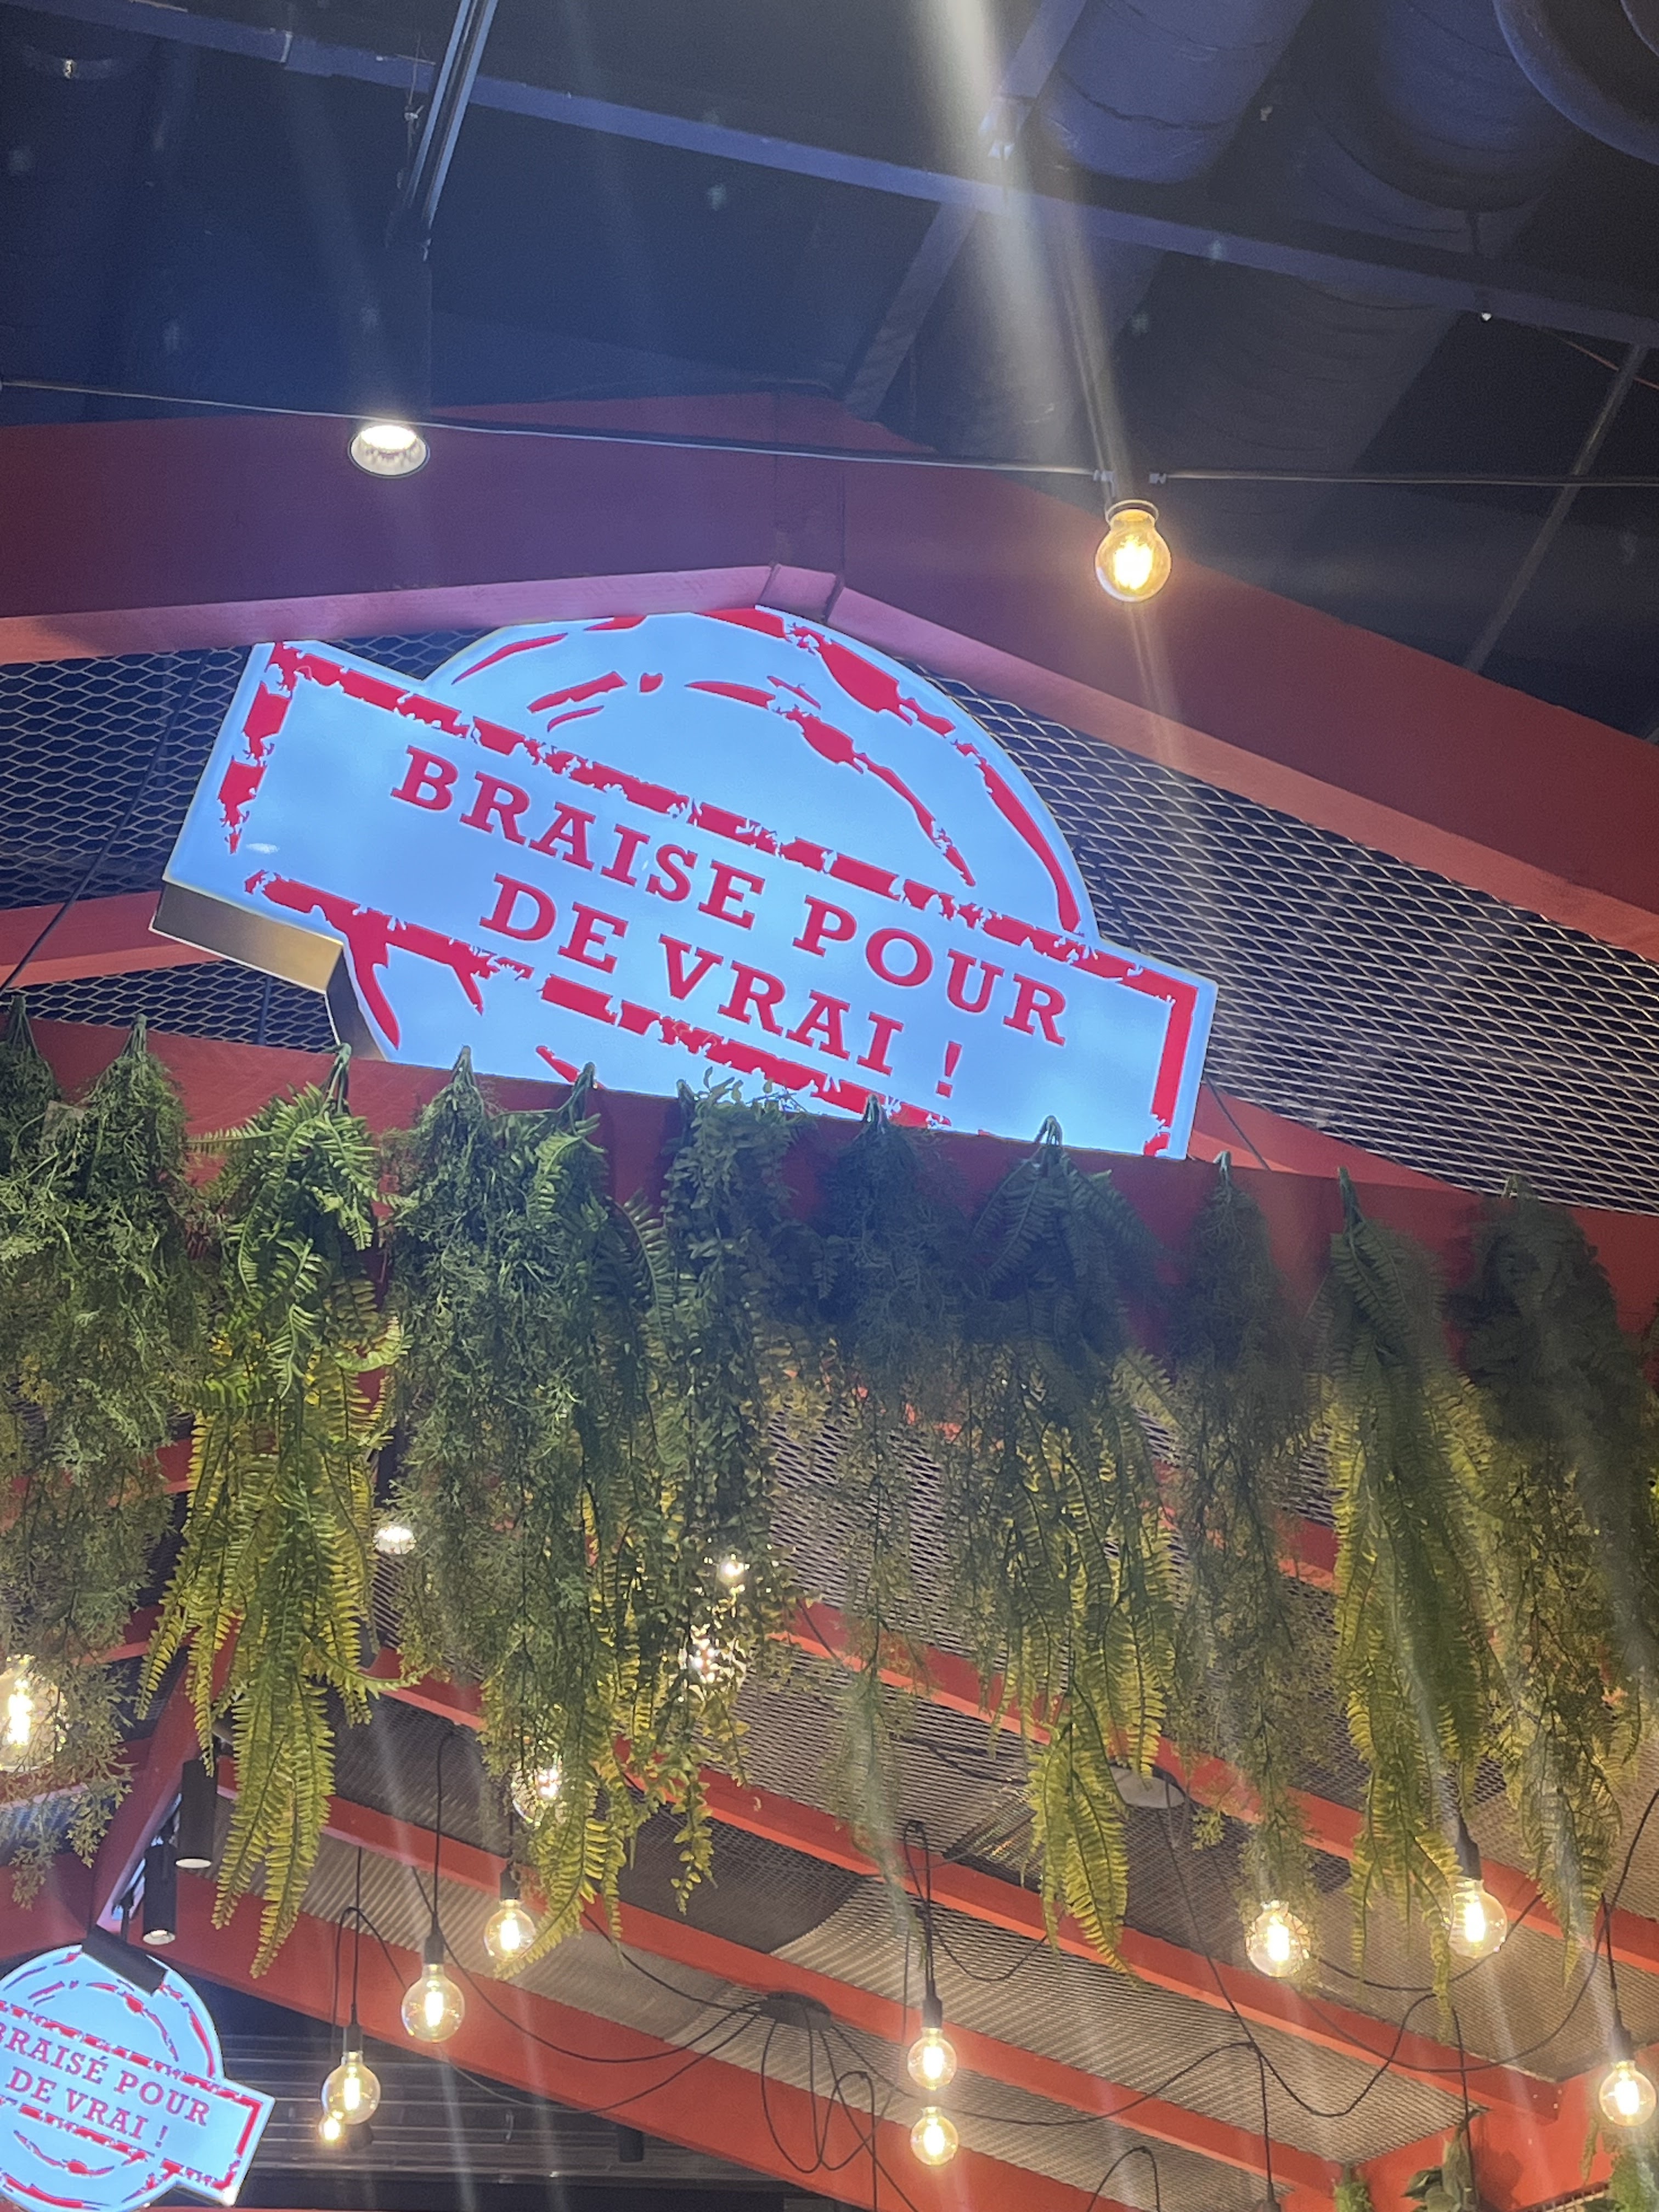 BRAISE POUR
DE VRAI !
BRAISÉ POUR
DE VRAI !